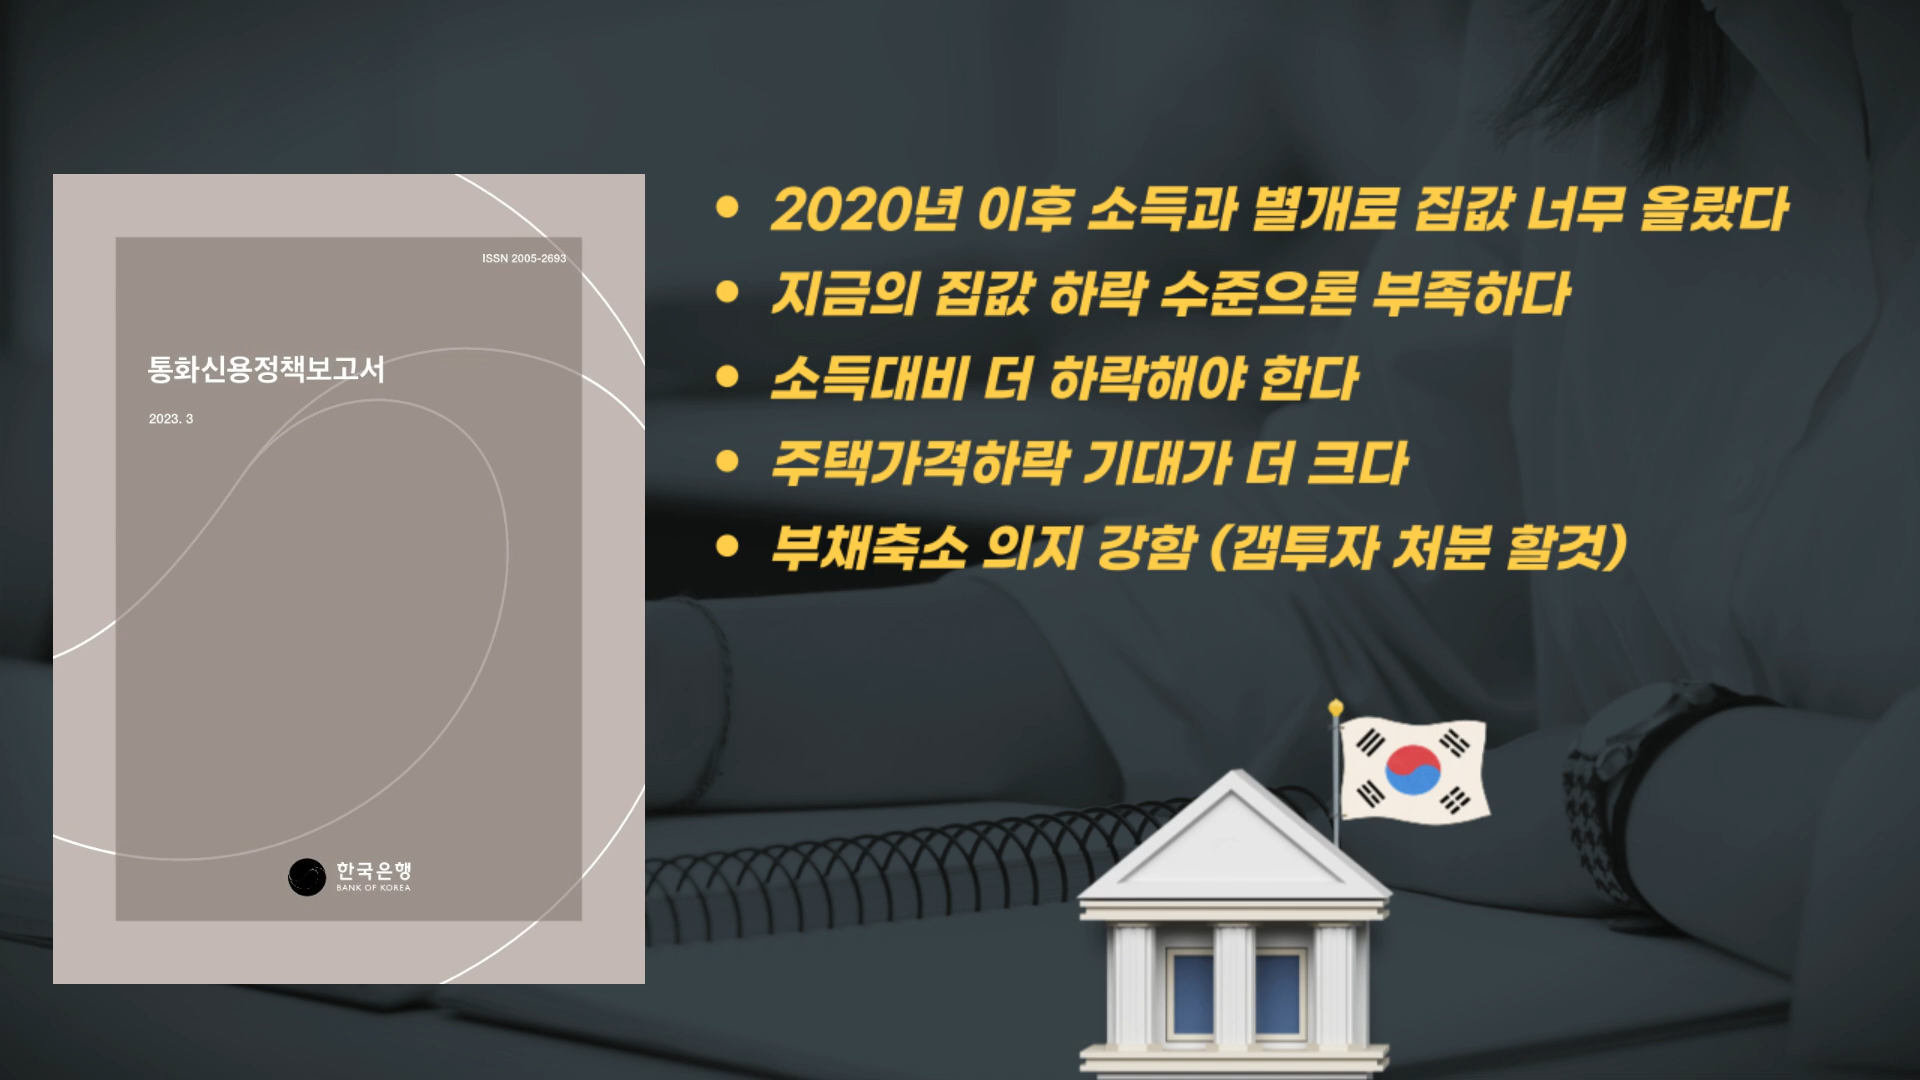 ISSN 2005-2693
통화신용정책보고서
2023. 3
한국은행
BANK OF KOREA
• 2020년 이후 소득과 별개로 집값 너무 올랐다
• 지금의 집값 하락 수준으론 부족하다
• 소득대비 더 하락해야 한다
• 주택가격하락 기대가 더 크다
• 부채축소 의지 강함 (갭투자 처분 할것)